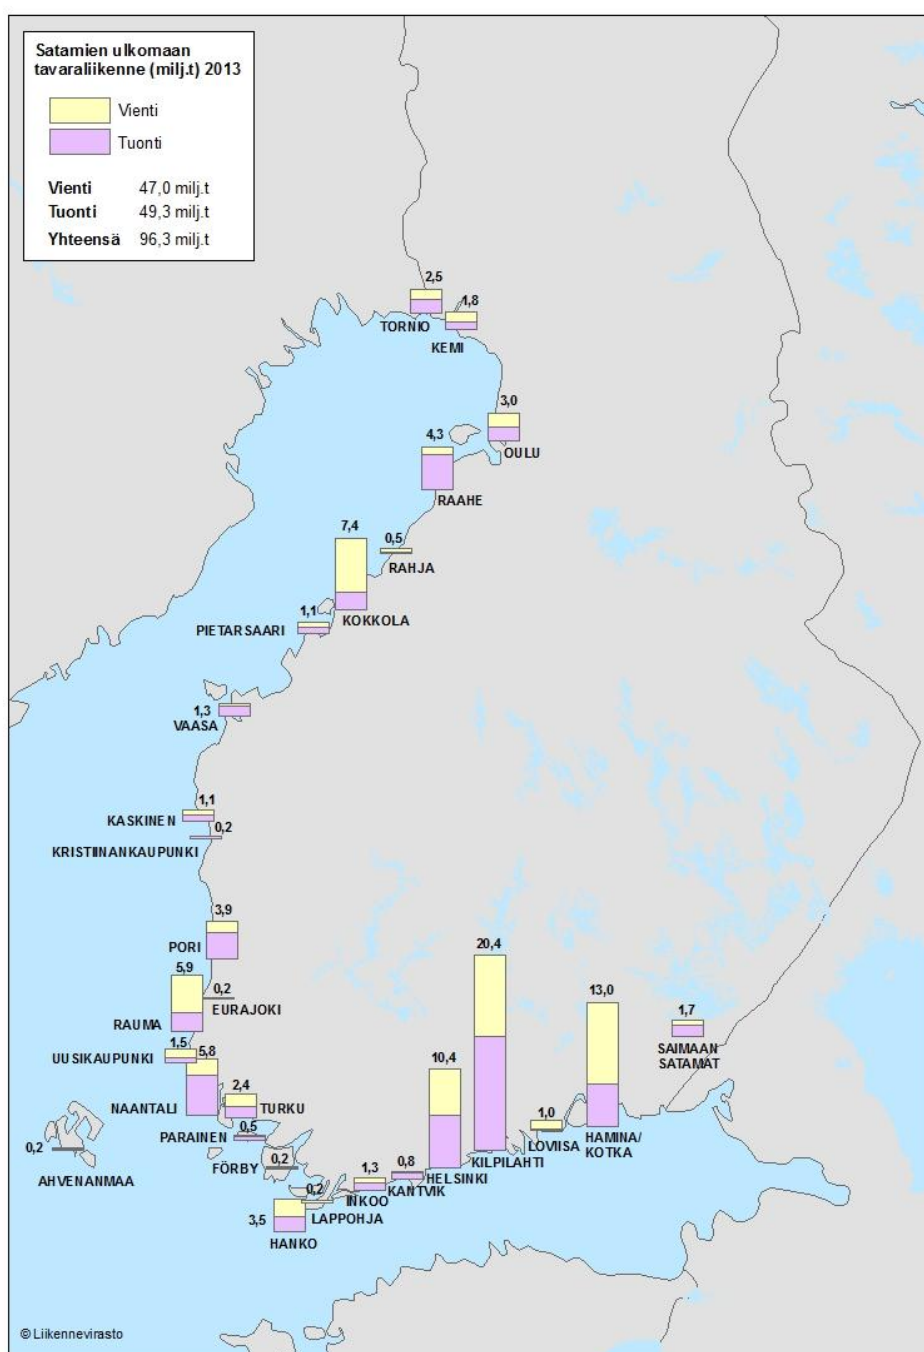 Satamien ulkomaan
tavaraliikenne (milj.t) 2013
Vienti
Tuonti
Vienti 47,0 milj.t
Tuonti 49,3 milj.t
Yhteensä 96,3 milj.t
2,5
TORNIO
1,8
KEMI
3,0
OULU
4,3
RAAHE
7,4
KOKKOLA
0,5
RAHJA
1,1
PIETARSAARI
1,3
VAASA
1,1
KASKINEN
0,2
KRISTIINANKAUPUNKI
3,9
PORI
5,9
RAUMA
0,2
EURAJOKI
1,5
UUSIKAUPUNKI
5,8
NAANTALI
2,4
TURKU
0,5
PARAINEN
0,2
FÖRBY
0,2
AHVENANMAA
3,5
HANKO
0,2
LAPPOHJA
1,3
INKOO
0,8
KANTVIK
10,4
HELSINKI
20,4
KILPILAHTI
1,0
LOVIISA
13,0
HAMINA/
KOTKA
1,7
SAIMAAN
SATAMAT
© Liikennevirasto